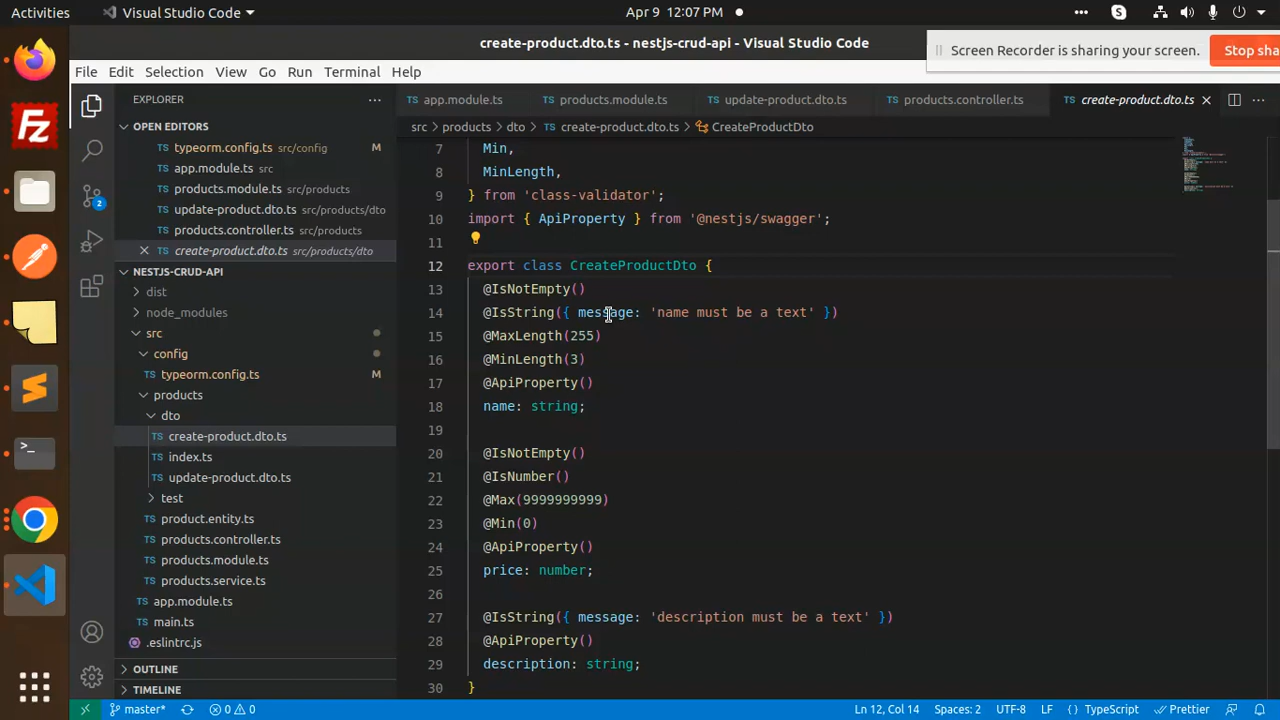 Activities
Visual Studio Code
Apr 9 12:07 PM
create-product.dto.ts - nestjs-crud-api - Visual Studio Code
Screen Recorder is sharing your screen.
Stop sha
File Edit Selection View Go Run Terminal Help
EXPLORER
app.module.ts
products.module.ts
update-product.dto.ts
products.controller.ts
create-product.dto.ts
src
products
dto
create-product.dto.ts
CreateProductDto
OPEN EDITORS
typeorm.config.ts src/config M
app.module.ts src
products.module.ts src/products
update-product.dto.ts src/products/dto
products.controller.ts src/products
create-product.dto.ts src/products/dto
NESTJS-CRUD-API
dist
node_modules
src
config
typeorm.config.ts M
products
dto
create-product.dto.ts
index.ts
update-product.dto.ts
test
product.entity.ts
products.controller.ts
products.module.ts
products.service.ts
app.module.ts
main.ts
.eslintrc.js
OUTLINE
TIMELINE
2
7 Min,
8 MinLength,
9 } from 'class-validator';
10 import { ApiProperty } from '@nestjs/swagger';
11
12 export class CreateProductDto {
13 @IsNotEmpty()
14 @IsString({ message: 'name must be a text' })
15 @MaxLength(255)
16 @MinLength(3)
17 @ApiProperty()
18 name: string;
19
20 @IsNotEmpty()
21 @IsNumber()
22 @Max(9999999999)
23 @Min(0)
24 @ApiProperty()
25 price: number;
26
27 @IsString({ message: 'description must be a text' })
28 @ApiProperty()
29 description: string;
30 }
master*
0
0
Ln 12, Col 14
Spaces: 2
UTF-8
LF
{ } TypeScript
Prettier